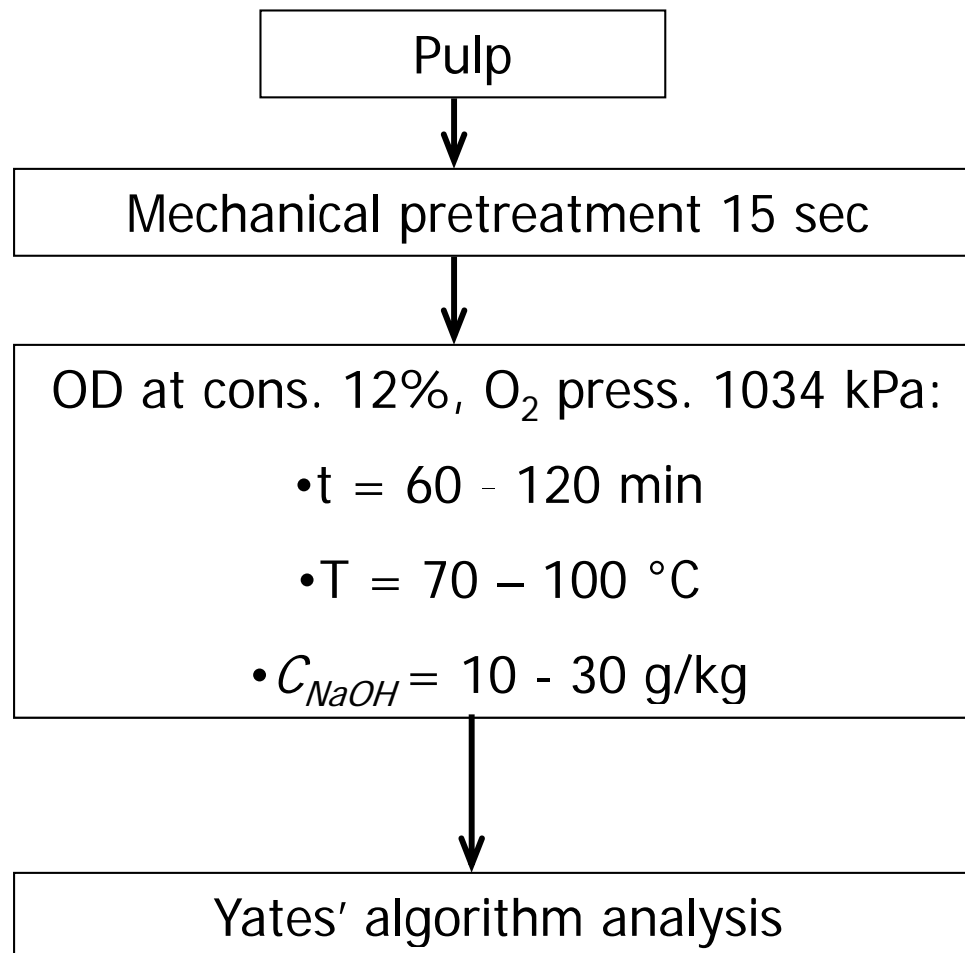 Pulp
Mechanical pretreatment 15 sec
OD at cons. 12%, O₂ press. 1034 kPa:
•t = 60 - 120 min
•T = 70 – 100 °C
•C_NaOH = 10 - 30 g/kg
Yates’ algorithm analysis